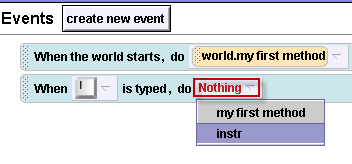 Events create new event
When the world starts, do world.my first method
When I is typed, do Nothing
my first method
instr